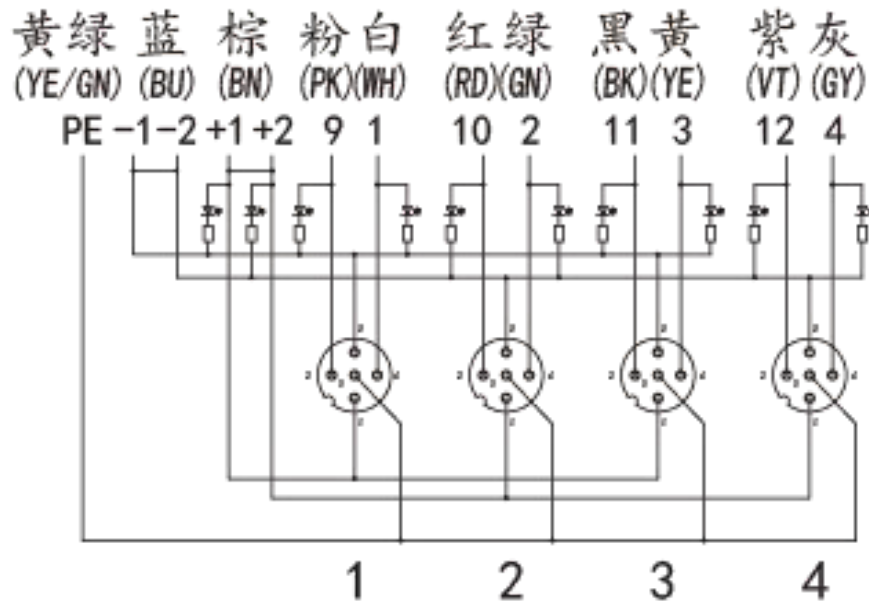 黄绿 蓝 棕 粉白 红绿 黑黄 紫灰
(YE/GN) (BU) (BN) (PK)(WH) (RD)(GN) (BK)(YE) (VT)(GY)
PE -1-2 +1+2 9 1 10 2 11 3 12 4
1 2 3 4